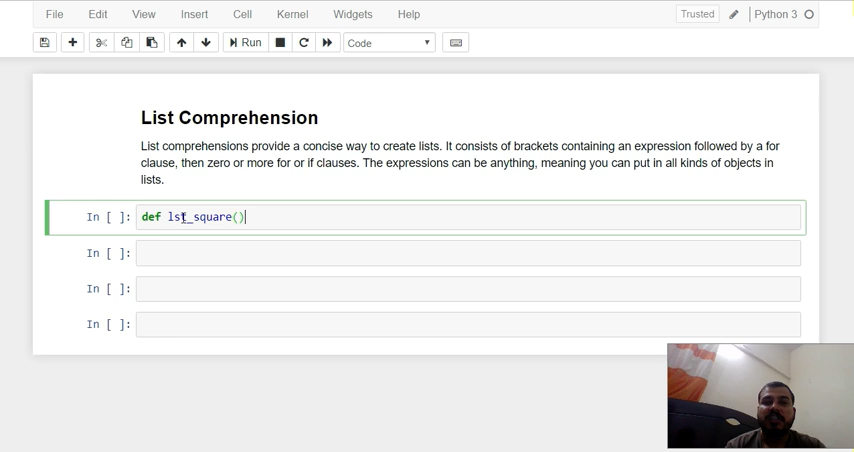 File Edit View Insert Cell Kernel Widgets Help Trusted Python 3
Run Code
List Comprehension
List comprehensions provide a concise way to create lists. It consists of brackets containing an expression followed by a for
clause, then zero or more for or if clauses. The expressions can be anything, meaning you can put in all kinds of objects in
lists.
In [ ]: def lst_square()
In [ ]:
In [ ]:
In [ ]: